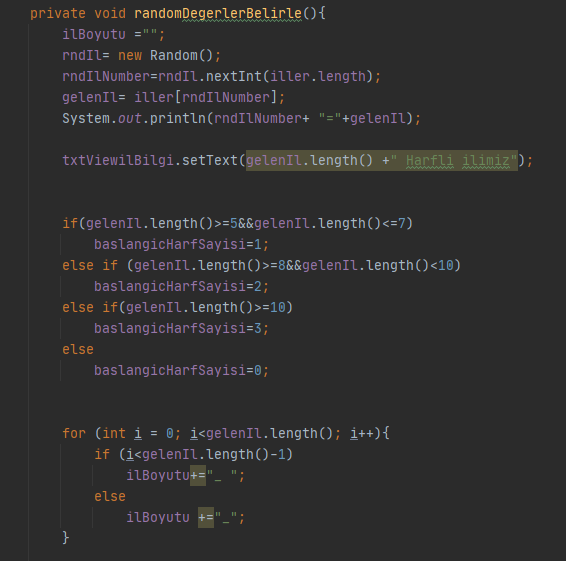 private void randomDegerlerBelirle(){
ilBoyutu ="";
rndIl= new Random();
rndIlNumber=rndIl.nextInt(iller.length);
gelenIl= iller[rndIlNumber];
System.out.println(rndIlNumber+ "="+gelenIl);
txtViewilBilgi.setText(gelenIl.length() +" Harfli ilimiz");
if(gelenIl.length()>=5&&gelenIl.length()<=7)
baslangicHarfSayisi=1;
else if (gelenIl.length()>=8&&gelenIl.length()<10)
baslangicHarfSayisi=2;
else if(gelenIl.length()>=10)
baslangicHarfSayisi=3;
else
baslangicHarfSayisi=0;
for (int i = 0; i<gelenIl.length(); i++){
if (i<gelenIl.length()-1)
ilBoyutu+="_ ";
else
ilBoyutu +="_";
}